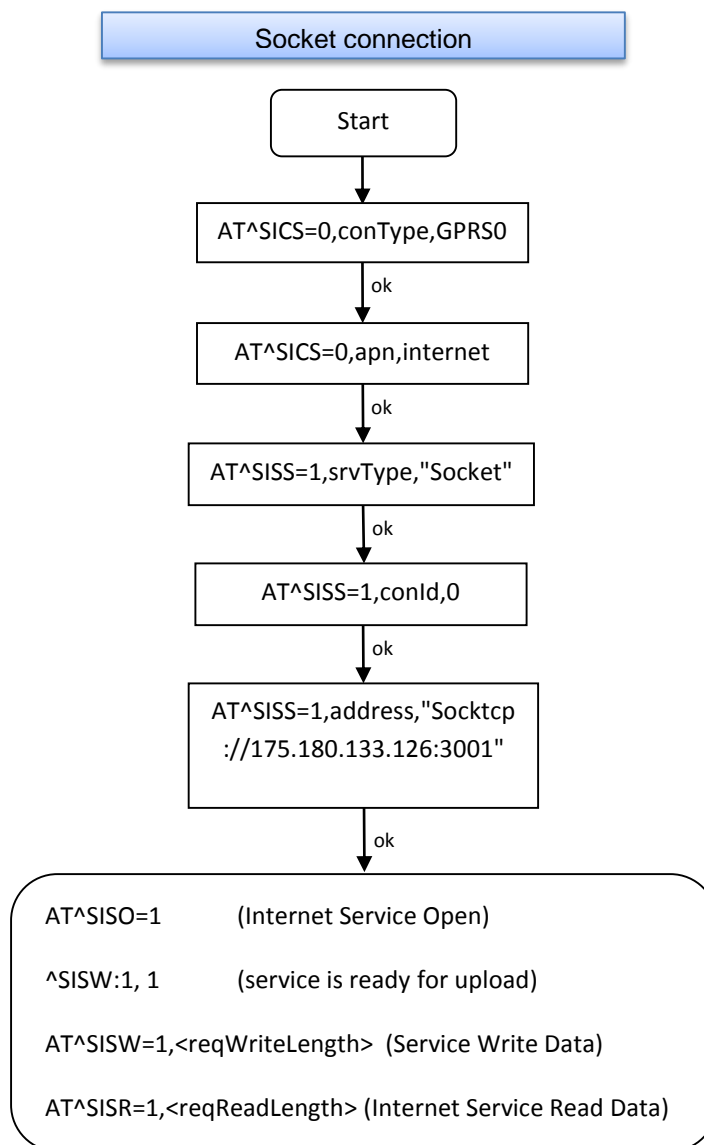 Socket connection
Start
AT^SICS=0,conType,GPRS0
ok
AT^SICS=0,apn,internet
ok
AT^SISS=1,srvType,"Socket"
ok
AT^SISS=1,conId,0
ok
AT^SISS=1,address,"Socktcp
://175.180.133.126:3001"
ok
AT^SISO=1 (Internet Service Open)
^SISW:1, 1 (service is ready for upload)
AT^SISW=1,<reqWriteLength> (Service Write Data)
AT^SISR=1,<reqReadLength> (Internet Service Read Data)